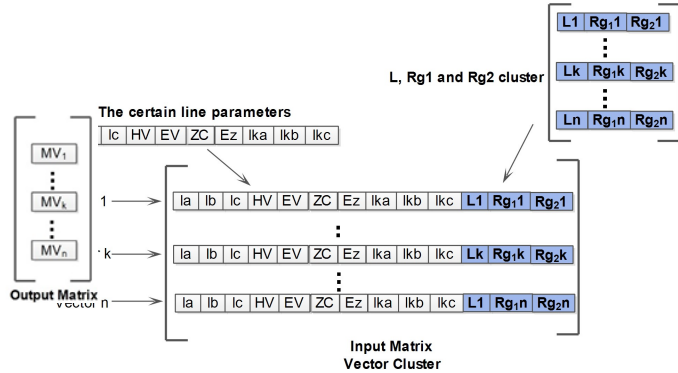 L1 Rg₁1 Rg₂1
L, Rg1 and Rg2 cluster
Lk Rg₁k Rg₂k
Ln Rg₁n Rg₂n
The certain line parameters
Ic HV EV ZC Ez Ika Ikb Ikc
MV₁
MVₖ
MVₙ
Output Matrix
1
Ia Ib Ic HV EV ZC Ez Ika Ikb Ikc L1 Rg₁1 Rg₂1
k
Ia Ib Ic HV EV ZC Ez Ika Ikb Ikc Lk Rg₁k Rg₂k
n
Ia Ib Ic HV EV ZC Ez Ika Ikb Ikc L1 Rg₁n Rg₂n
Input Matrix
Vector Cluster